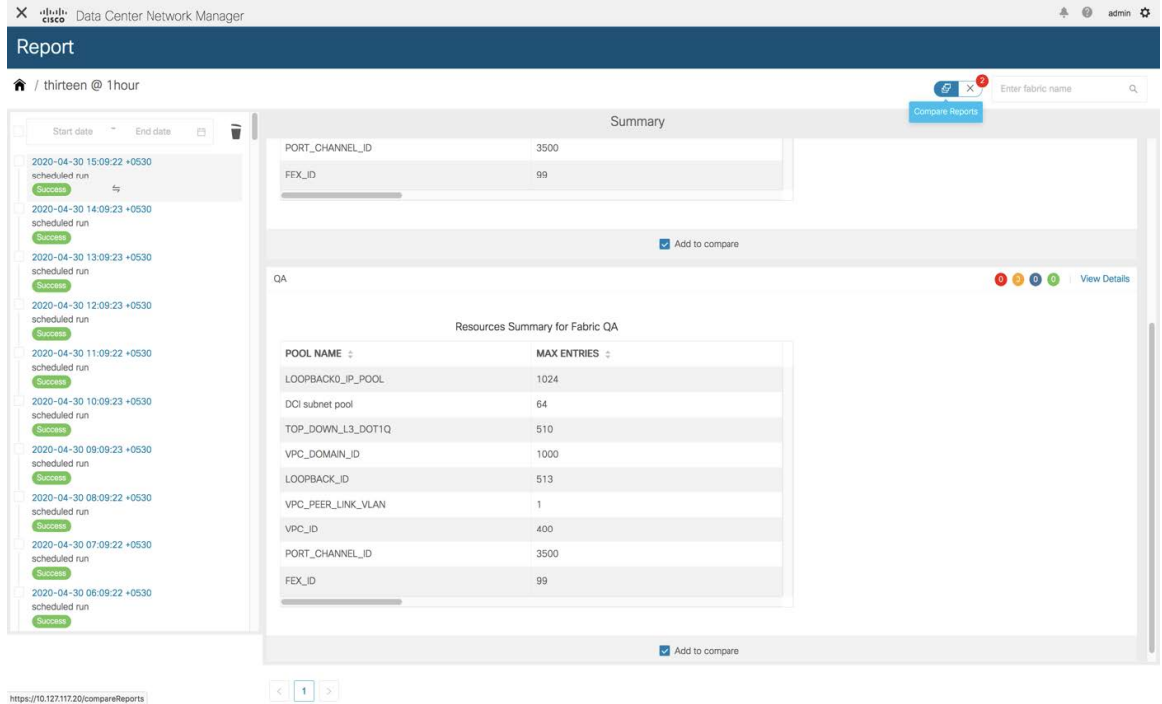 cisco Data Center Network Manager
admin
Report
/ thirteen @ 1hour
2
Enter fabric name
Compare Reports
Start date ~ End date
Summary
2020-04-30 15:09:22 +0530
scheduled run
Success
2020-04-30 14:09:23 +0530
scheduled run
Success
2020-04-30 13:09:23 +0530
scheduled run
Success
2020-04-30 12:09:23 +0530
scheduled run
Success
2020-04-30 11:09:22 +0530
scheduled run
Success
2020-04-30 10:09:23 +0530
scheduled run
Success
2020-04-30 09:09:23 +0530
scheduled run
Success
2020-04-30 08:09:22 +0530
scheduled run
Success
2020-04-30 07:09:22 +0530
scheduled run
Success
2020-04-30 06:09:22 +0530
scheduled run
Success
PORT_CHANNEL_ID 3500
FEX_ID 99
Add to compare
QA
0 0 0 View Details
Resources Summary for Fabric QA
POOL NAME MAX ENTRIES
LOOPBACK0_IP_POOL 1024
DCI subnet pool 64
TOP_DOWN_L3_DOT1Q 510
VPC_DOMAIN_ID 1000
LOOPBACK_ID 513
VPC_PEER_LINK_VLAN 1
VPC_ID 400
PORT_CHANNEL_ID 3500
FEX_ID 99
Add to compare
< 1 >
https://10.127.117.20/compareReports